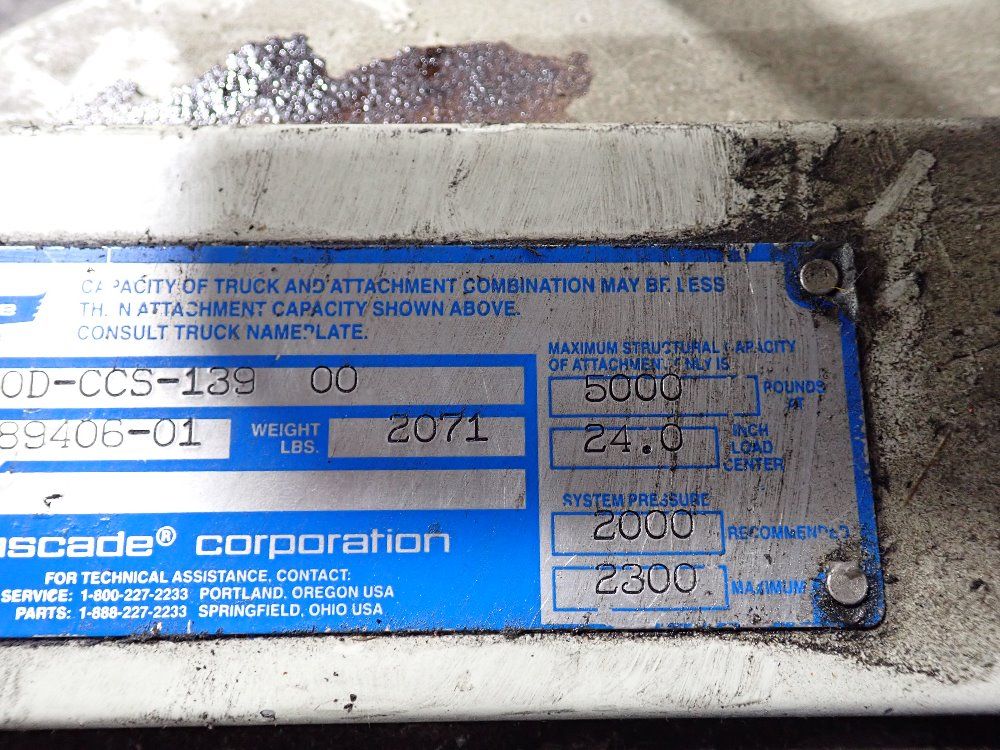 CAPACITY OF TRUCK AND ATTACHMENT COMBINATION MAY BE LESS
THAN ATTACHMENT CAPACITY SHOWN ABOVE.
CONSULT TRUCK NAMEPLATE.
MAXIMUM STRUCTURAL CAPACITY
OF ATTACHMENT ONLY IS
0D-CCS-139 00
5000 POUNDS AT
89406-01 WEIGHT LBS. 2071
24.0 INCH LOAD CENTER
SYSTEM PRESSURE
2000 RECOMMENDED
2300 MAXIMUM
ascade® corporation
FOR TECHNICAL ASSISTANCE, CONTACT:
SERVICE: 1-800-227-2233 PORTLAND, OREGON USA
PARTS: 1-888-227-2233 SPRINGFIELD, OHIO USA